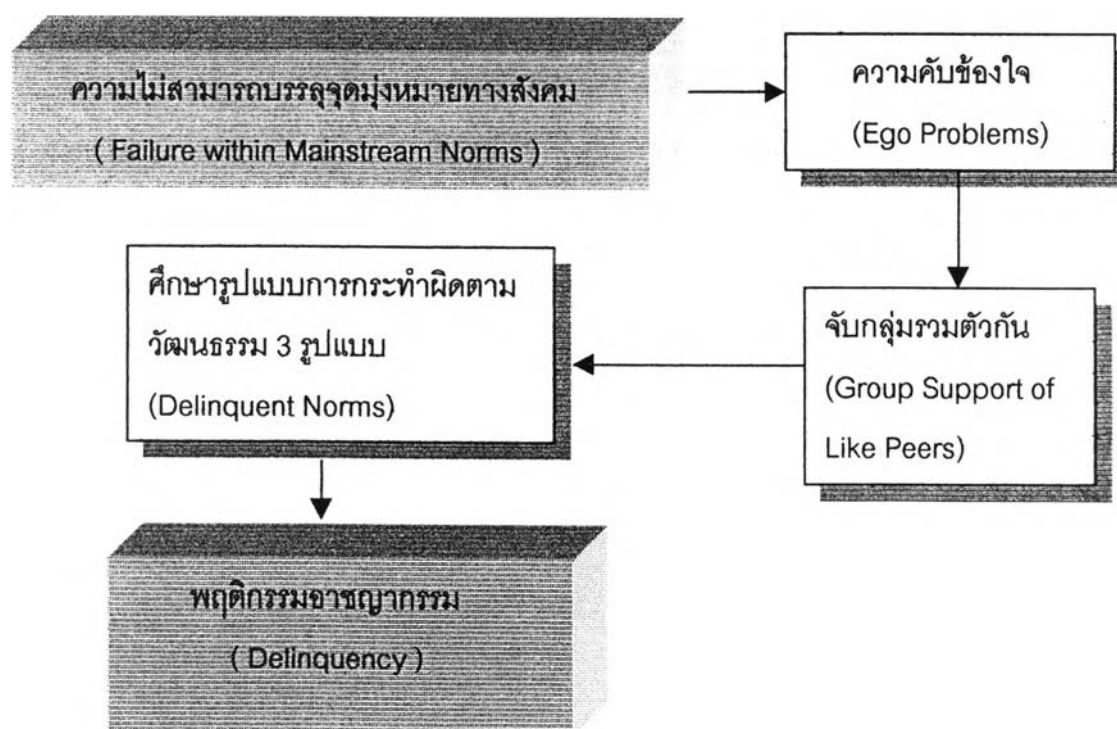 ความไม่สามารถบรรลุจุดมุ่งหมายทางสังคม
( Failure within Mainstream Norms )
ความคับข้องใจ
(Ego Problems)
จับกลุ่มรวมตัวกัน
(Group Support of
Like Peers)
ศึกษารูปแบบการกระทำผิดตาม
วัฒนธรรม 3 รูปแบบ
(Delinquent Norms)
พฤติกรรมอาชญากรรม
( Delinquency )